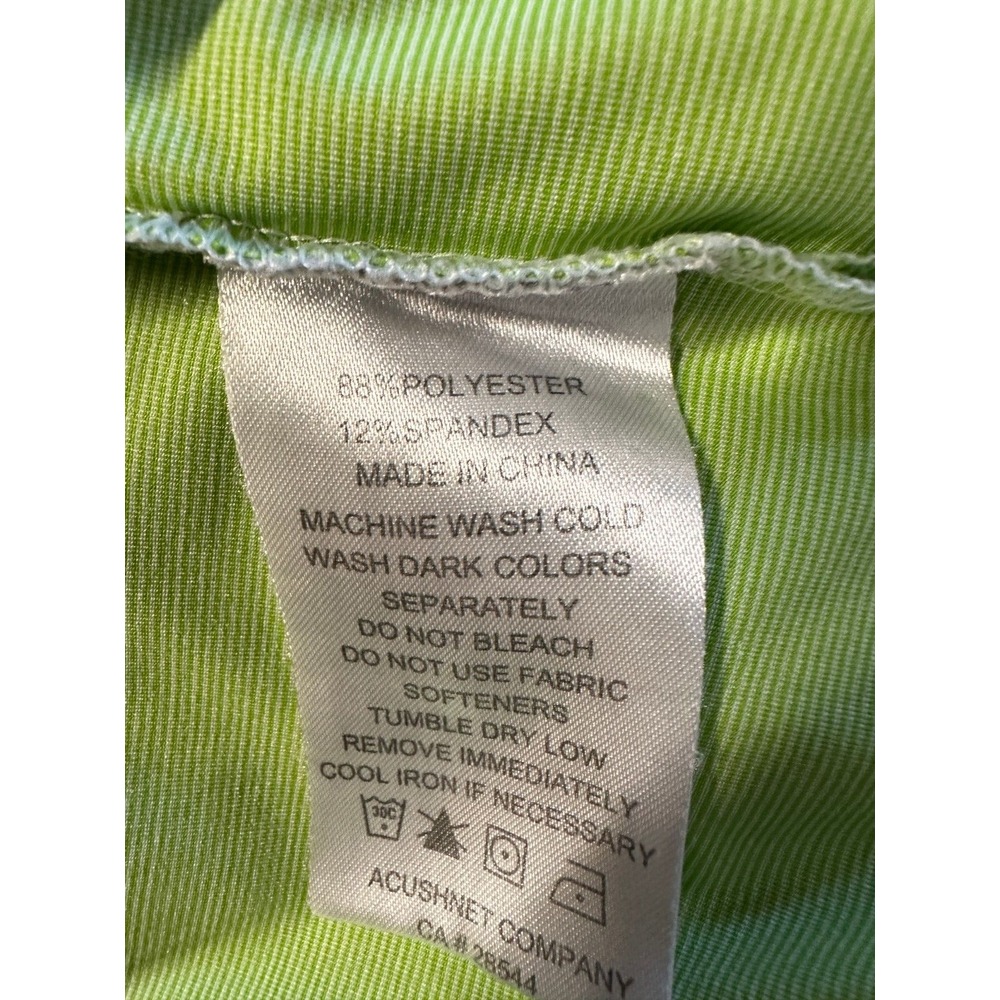 88%POLYESTER
12%SPANDEX
MADE IN CHINA
MACHINE WASH COLD
WASH DARK COLORS
SEPARATELY
DO NOT BLEACH
DO NOT USE FABRIC
SOFTENERS
TUMBLE DRY LOW
REMOVE IMMEDIATELY
COOL IRON IF NECESSARY
30C
ACUSHNET COMPANY
CA # 28544